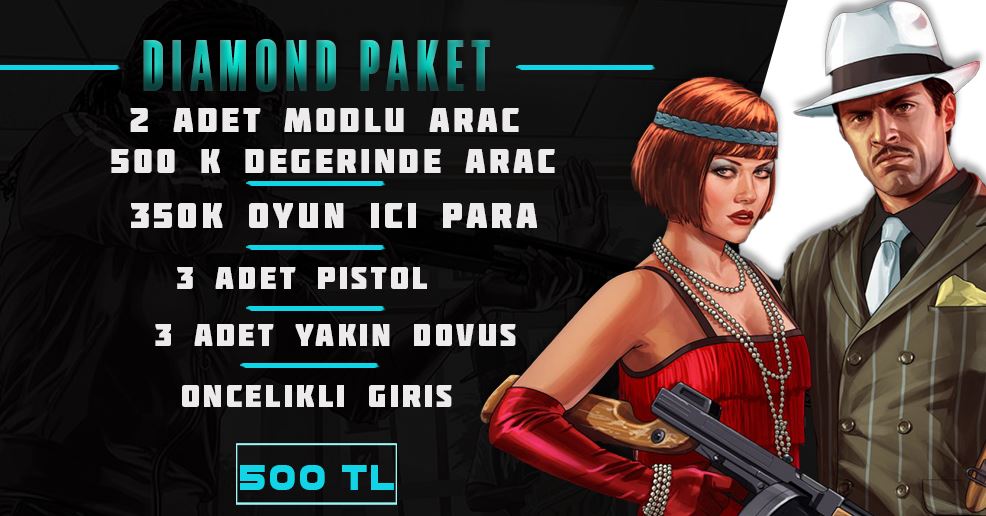 DIAMOND PAKET
2 ADET MODLU ARAC
500 K DEGERINDE ARAC
350K OYUN ICI PARA
3 ADET PISTOL
3 ADET YAKIN DOVUS
ONCELIKLI GIRIS
500 TL